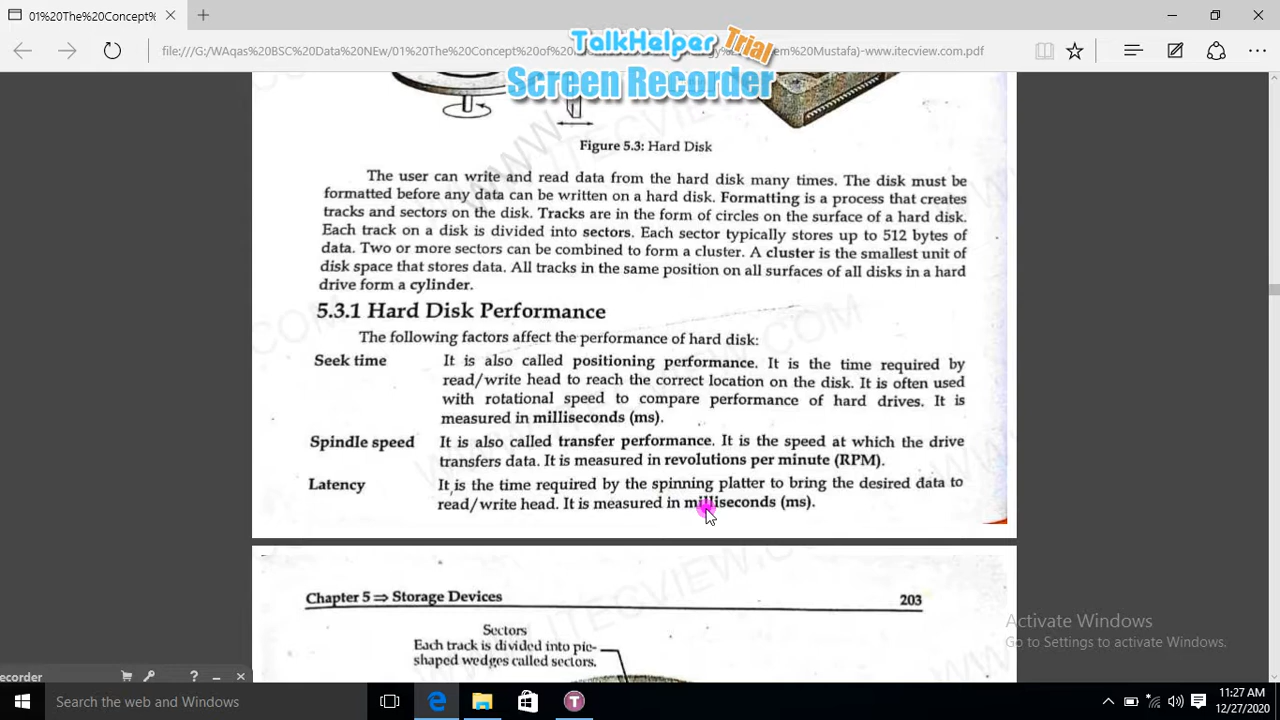 01%20The%20Concept%
file:///G:/WAqas%20BSC%20Data%20NEw/01%20The%20Concept%20of
em%20Mustafa)-www.itecview.com.pdf
TalkHelper Trial
Screen Recorder
Figure 5.3: Hard Disk
The user can write and read data from the hard disk many times. The disk must be
formatted before any data can be written on a hard disk. Formatting is a process that creates
tracks and sectors on the disk. Tracks are in the form of circles on the surface of a hard disk.
Each track on a disk is divided into sectors. Each sector typically stores up to 512 bytes of
data. Two or more sectors can be combined to form a cluster. A cluster is the smallest unit of
disk space that stores data. All tracks in the same position on all surfaces of all disks in a hard
drive form a cylinder.
5.3.1 Hard Disk Performance
The following factors affect the performance of hard disk:
Seek time It is also called positioning performance. It is the time required by
read/write head to reach the correct location on the disk. It is often used
with rotational speed to compare performance of hard drives. It is
measured in milliseconds (ms).
Spindle speed It is also called transfer performance. It is the speed at which the drive
transfers data. It is measured in revolutions per minute (RPM).
Latency It is the time required by the spinning platter to bring the desired data to
read/write head. It is measured in milliseconds (ms).
Chapter 5 ⇒ Storage Devices 203
Sectors
Each track is divided into pie-
shaped wedges called sectors.
Activate Windows
Go to Settings to activate Windows.
ecorder
Search the web and Windows
T
11:27 AM
12/27/2020